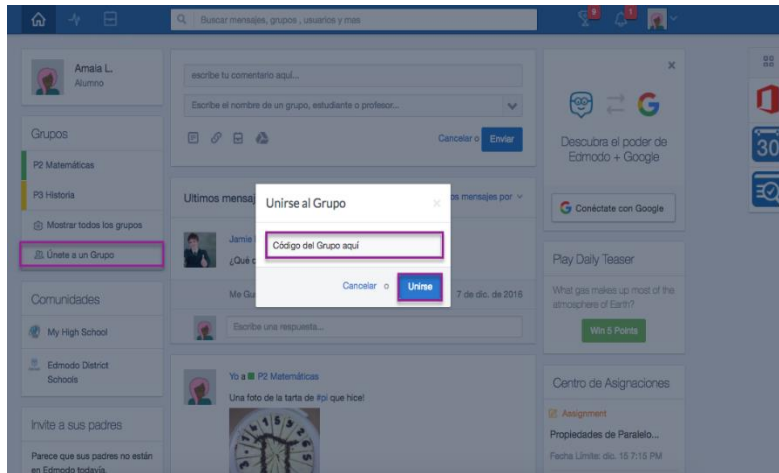 Buscar mensajes, grupos , usuarios y mas
9
1
Amaia L.
Alumno
Grupos
P2 Matemáticas
P3 Historia
Mostrar todos los grupos
Únete a un Grupo
Comunidades
My High School
Edmodo District
Schools
Invite a sus padres
Parece que sus padres no están
en Edmodo todavía.
escribe tu comentario aquí...
Escribe el nombre de un grupo, estudiante o profesor...
Cancelar o Enviar
Ultimos mensaj
os mensajes por
Jamie
¿Qué
Me Gu
7 de dic. de 2016
Escribe una respuesta...
Yo a P2 Matemáticas
Una foto de la tarta de #pi que hice!
Unirse al Grupo
Código del Grupo aquí
Cancelar o Unirse
Descubra el poder de
Edmodo + Google
Conéctate con Google
Play Daily Teaser
What gas makes up most of the
atmosphere of Earth?
Win 5 Points
Centro de Asignaciones
Assignment
Propiedades de Paralelo...
Fecha Límite: dic. 15 7:15 PM
30